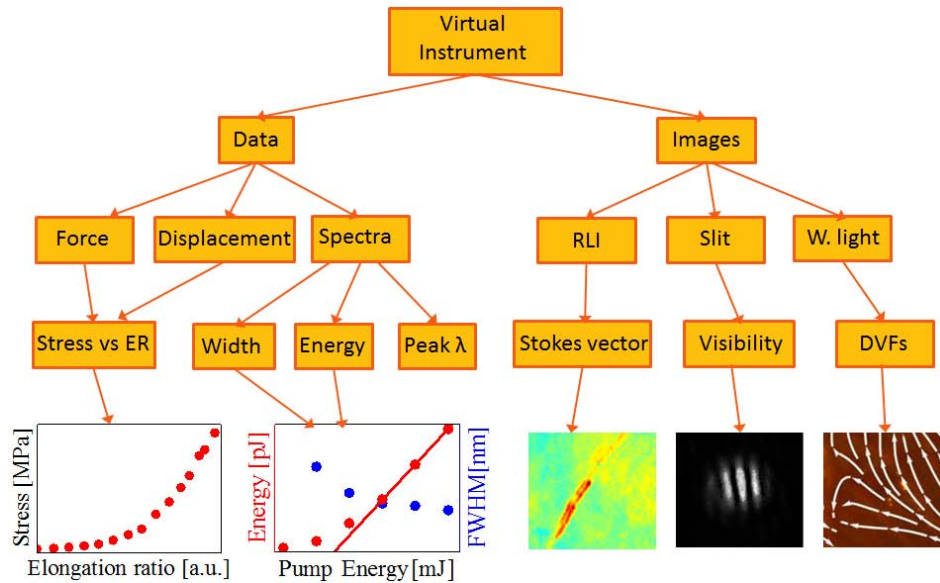 Virtual
Instrument
Data
Images
Force
Displacement
Spectra
RLI
Slit
W. light
Stress vs ER
Width
Energy
Peak λ
Stokes vector
Visibility
DVFs
Stress [MPa]
Elongation ratio [a.u.]
Energy [pJ]
FWHM[nm]
Pump Energy[mJ]